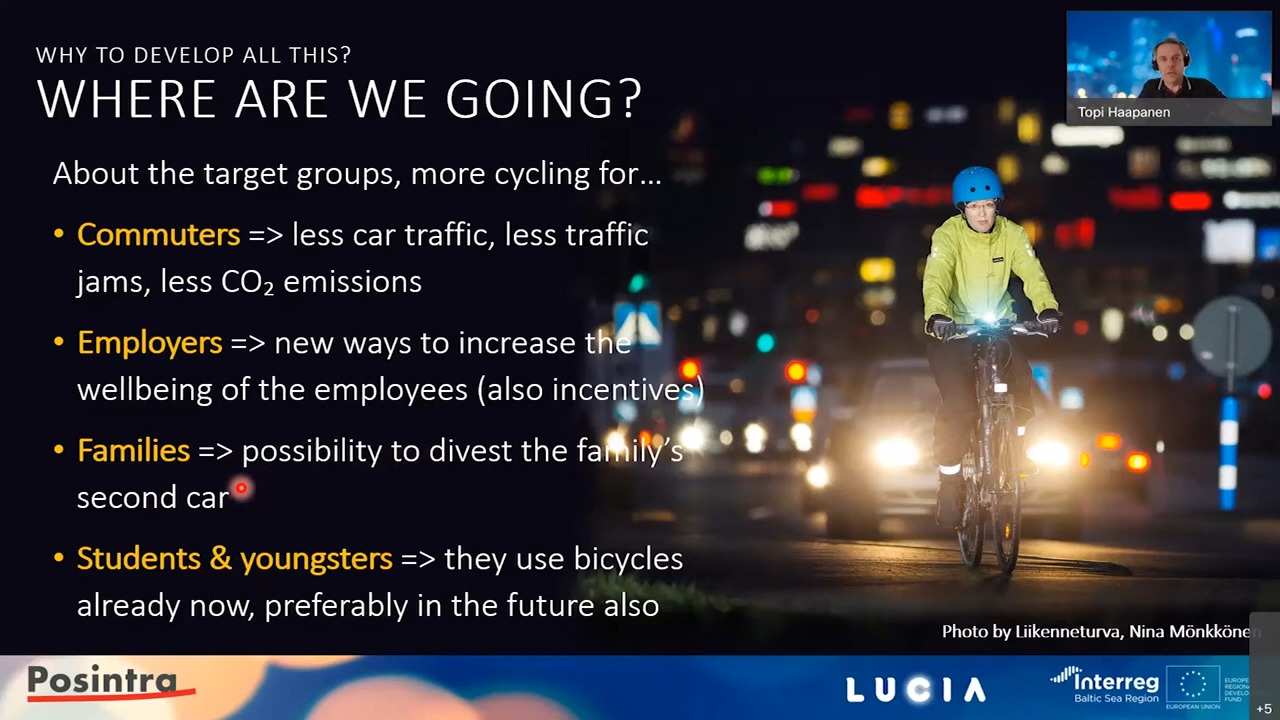 WHY TO DEVELOP ALL THIS?
WHERE ARE WE GOING?
Topi Haapanen
About the target groups, more cycling for...
• Commuters => less car traffic, less traffic
jams, less CO₂ emissions
• Employers => new ways to increase the
wellbeing of the employees (also incentives)
• Families => possibility to divest the family's
second car
• Students & youngsters => they use bicycles
already now, preferably in the future also
Photo by Liikenneturva, Nina Mönkkönen
Posintra
LUCIA
Interreg
Baltic Sea Region
EUROPEAN UNION
+5